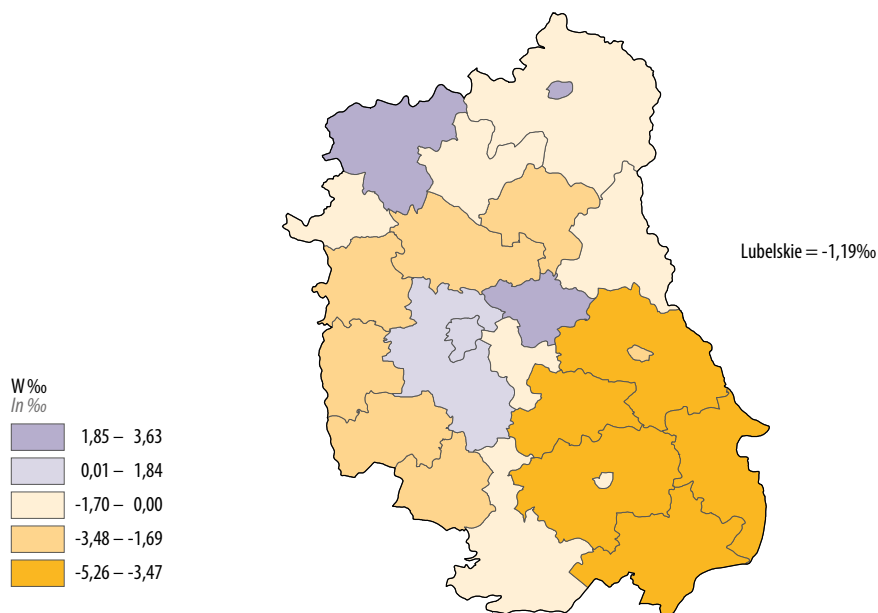 Lubelskie = -1,19‰
W ‰
In ‰
1,85 – 3,63
0,01 – 1,84
-1,70 – 0,00
-3,48 – -1,69
-5,26 – -3,47